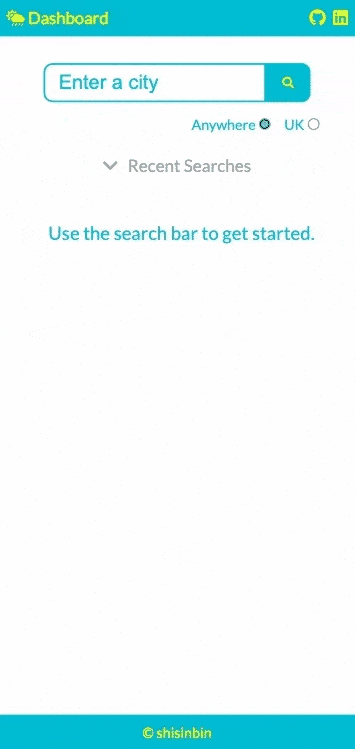 Dashboard
Enter a city
Anywhere UK
Recent Searches
Use the search bar to get started.
© shisinbin